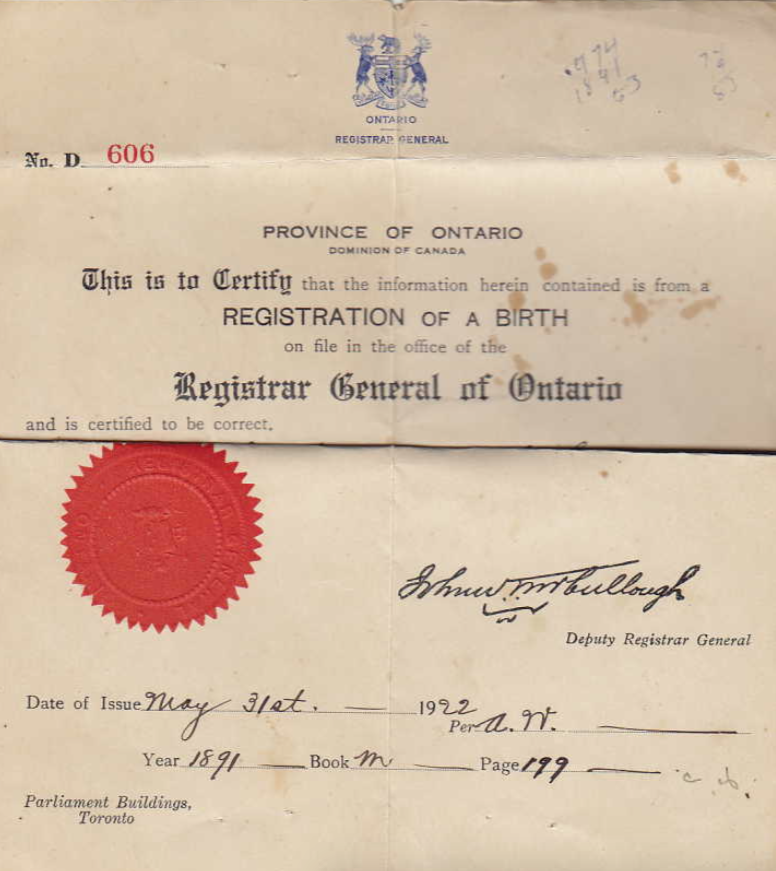 ONTARIO
REGISTRAR GENERAL
No. D 606
PROVINCE OF ONTARIO
DOMINION OF CANADA
This is to Certify that the information herein contained is from a
REGISTRATION OF A BIRTH
on file in the office of the
Registrar General of Ontario
and is certified to be correct.
Deputy Registrar General
Date of Issue May 31st. 1922
Per A. W.
Year 1891 Book M Page 199
Parliament Buildings,
Toronto